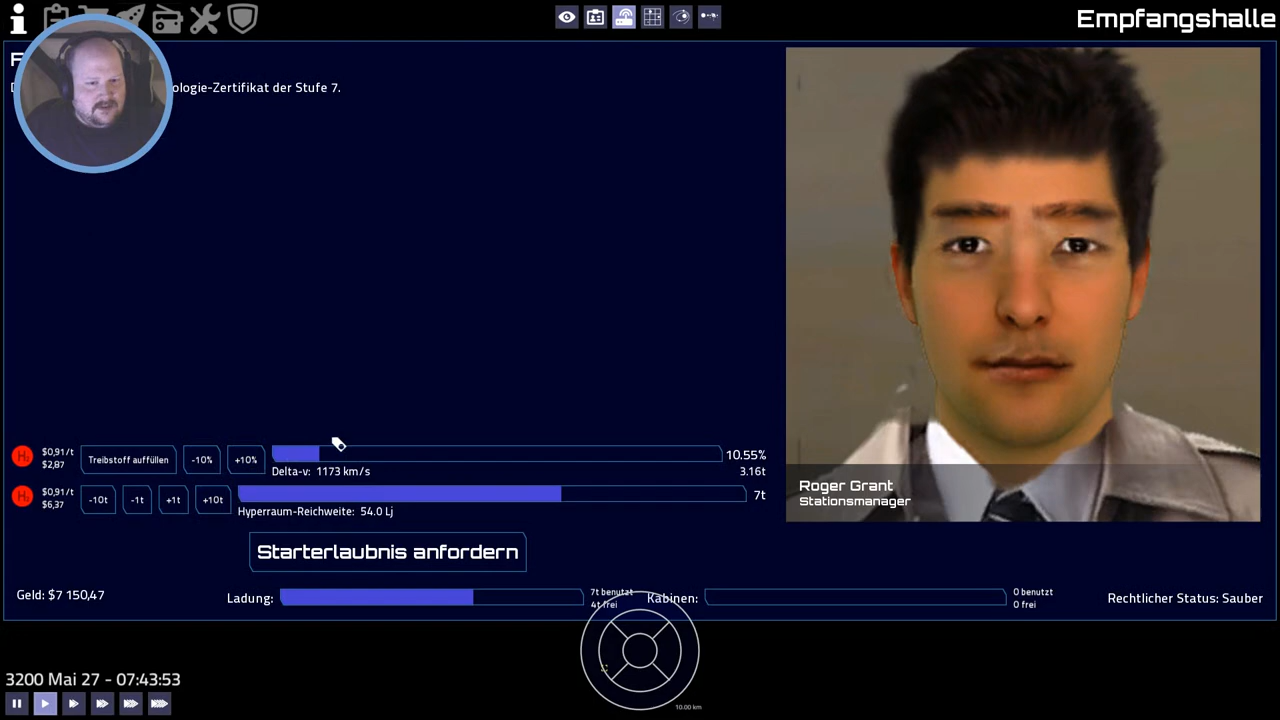 Empfangshalle
F
ologie-Zertifikat der Stufe 7.
H₂ $0,91/t
$2,87
Treibstoff auffüllen -10% +10%
10.55%
Delta-v: 1173 km/s
3.16t
H₂ $0,91/t
$6,37
-10t -1t +1t +10t
7t
Hyperraum-Reichweite: 54.0 Lj
Roger Grant
Stationsmanager
Starterlaubnis anfordern
Geld: $7 150,47
Ladung:
7t benutzt
4t frei
Kabinen:
0 benutzt
0 frei
Rechtlicher Status: Sauber
3200 Mai 27 - 07:43:53
10.00 km